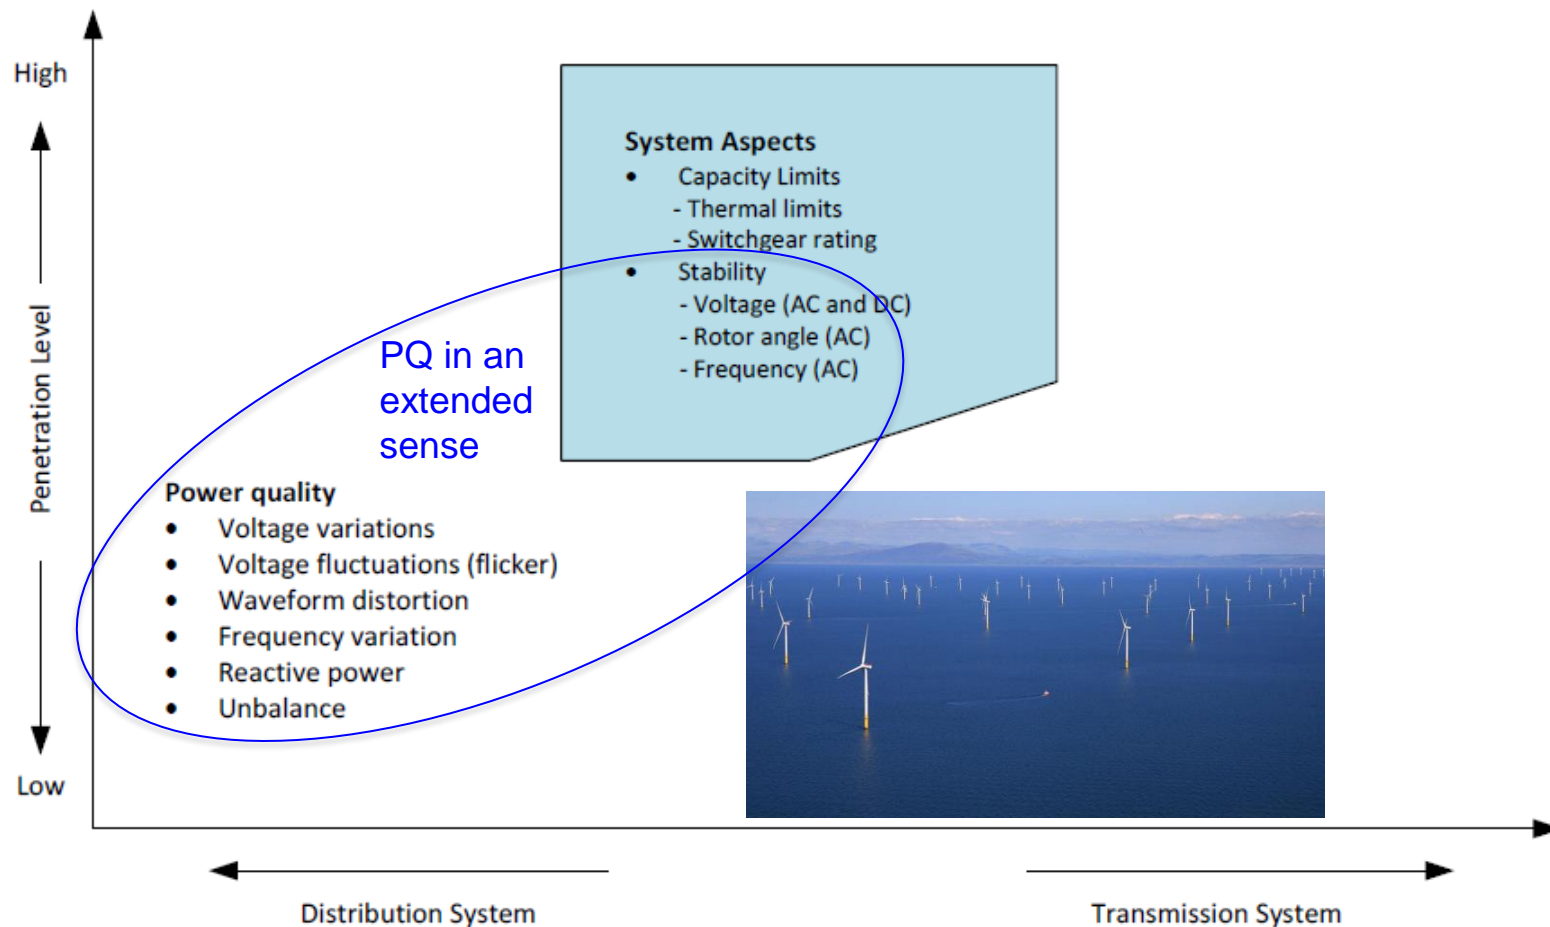 High
System Aspects
• Capacity Limits
- Thermal limits
- Switchgear rating
• Stability
- Voltage (AC and DC)
- Rotor angle (AC)
- Frequency (AC)
PQ in an
extended
sense
Penetration Level
Power quality
• Voltage variations
• Voltage fluctuations (flicker)
• Waveform distortion
• Frequency variation
• Reactive power
• Unbalance
Low
Distribution System
Transmission System